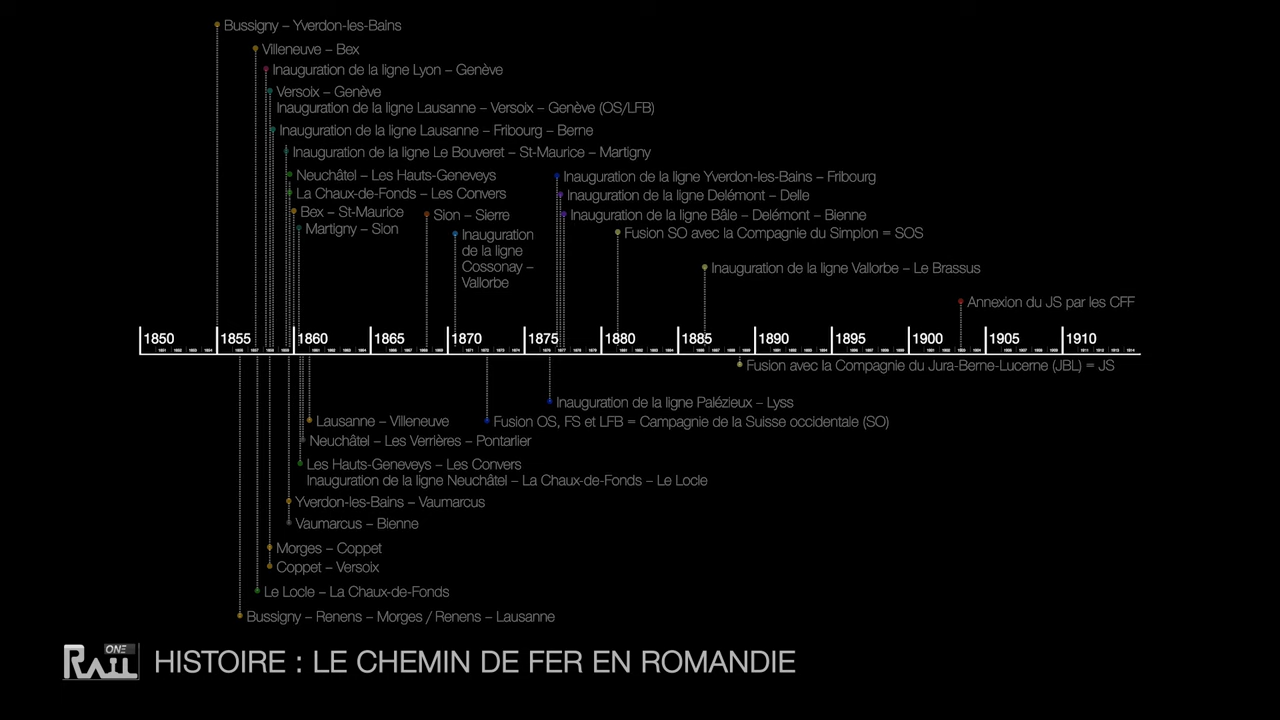 Bussigny – Yverdon-les-Bains
Villeneuve – Bex
Inauguration de la ligne Lyon – Genève
Versoix – Genève
Inauguration de la ligne Lausanne – Versoix – Genève (OS/LFB)
Inauguration de la ligne Lausanne – Fribourg – Berne
Inauguration de la ligne Le Bouveret – St-Maurice – Martigny
Neuchâtel – Les Hauts-Geneveys
La Chaux-de-Fonds – Les Convers
Bex – St-Maurice
Martigny – Sion
Sion – Sierre
Inauguration
de la ligne
Cossonay –
Vallorbe
Inauguration de la ligne Yverdon-les-Bains – Fribourg
Inauguration de la ligne Delémont – Delle
Inauguration de la ligne Bâle – Delémont – Bienne
Fusion SO avec la Compagnie du Simplon = SOS
Inauguration de la ligne Vallorbe – Le Brassus
Annexion du JS par les CFF
1850 1855 1860 1865 1870 1875 1880 1885 1890 1895 1900 1905 1910
Fusion avec la Compagnie du Jura-Berne-Lucerne (JBL) = JS
Inauguration de la ligne Palézieux – Lyss
Lausanne – Villeneuve
Fusion OS, FS et LFB = Campagnie de la Suisse occidentale (SO)
Neuchâtel – Les Verrières – Pontarlier
Les Hauts-Geneveys – Les Convers
Inauguration de la ligne Neuchâtel – La Chaux-de-Fonds – Le Locle
Yverdon-les-Bains – Vaumarcus
Vaumarcus – Bienne
Morges – Coppet
Coppet – Versoix
Le Locle – La Chaux-de-Fonds
Bussigny – Renens – Morges / Renens – Lausanne
RAIL ONE
HISTOIRE : LE CHEMIN DE FER EN ROMANDIE